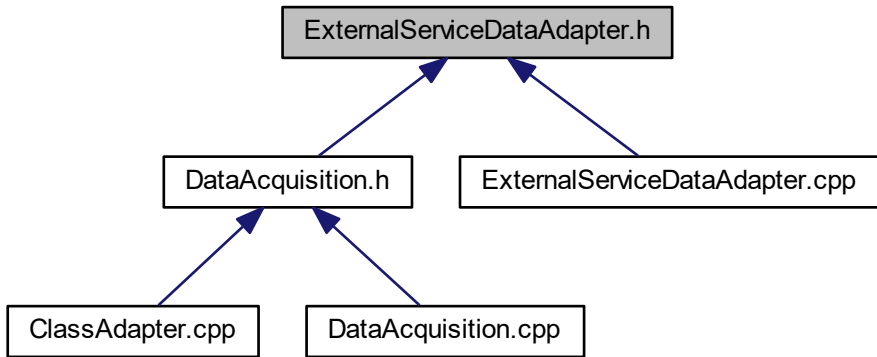 ExternalServiceDataAdapter.h
DataAcquisition.h
ExternalServiceDataAdapter.cpp
ClassAdapter.cpp
DataAcquisition.cpp